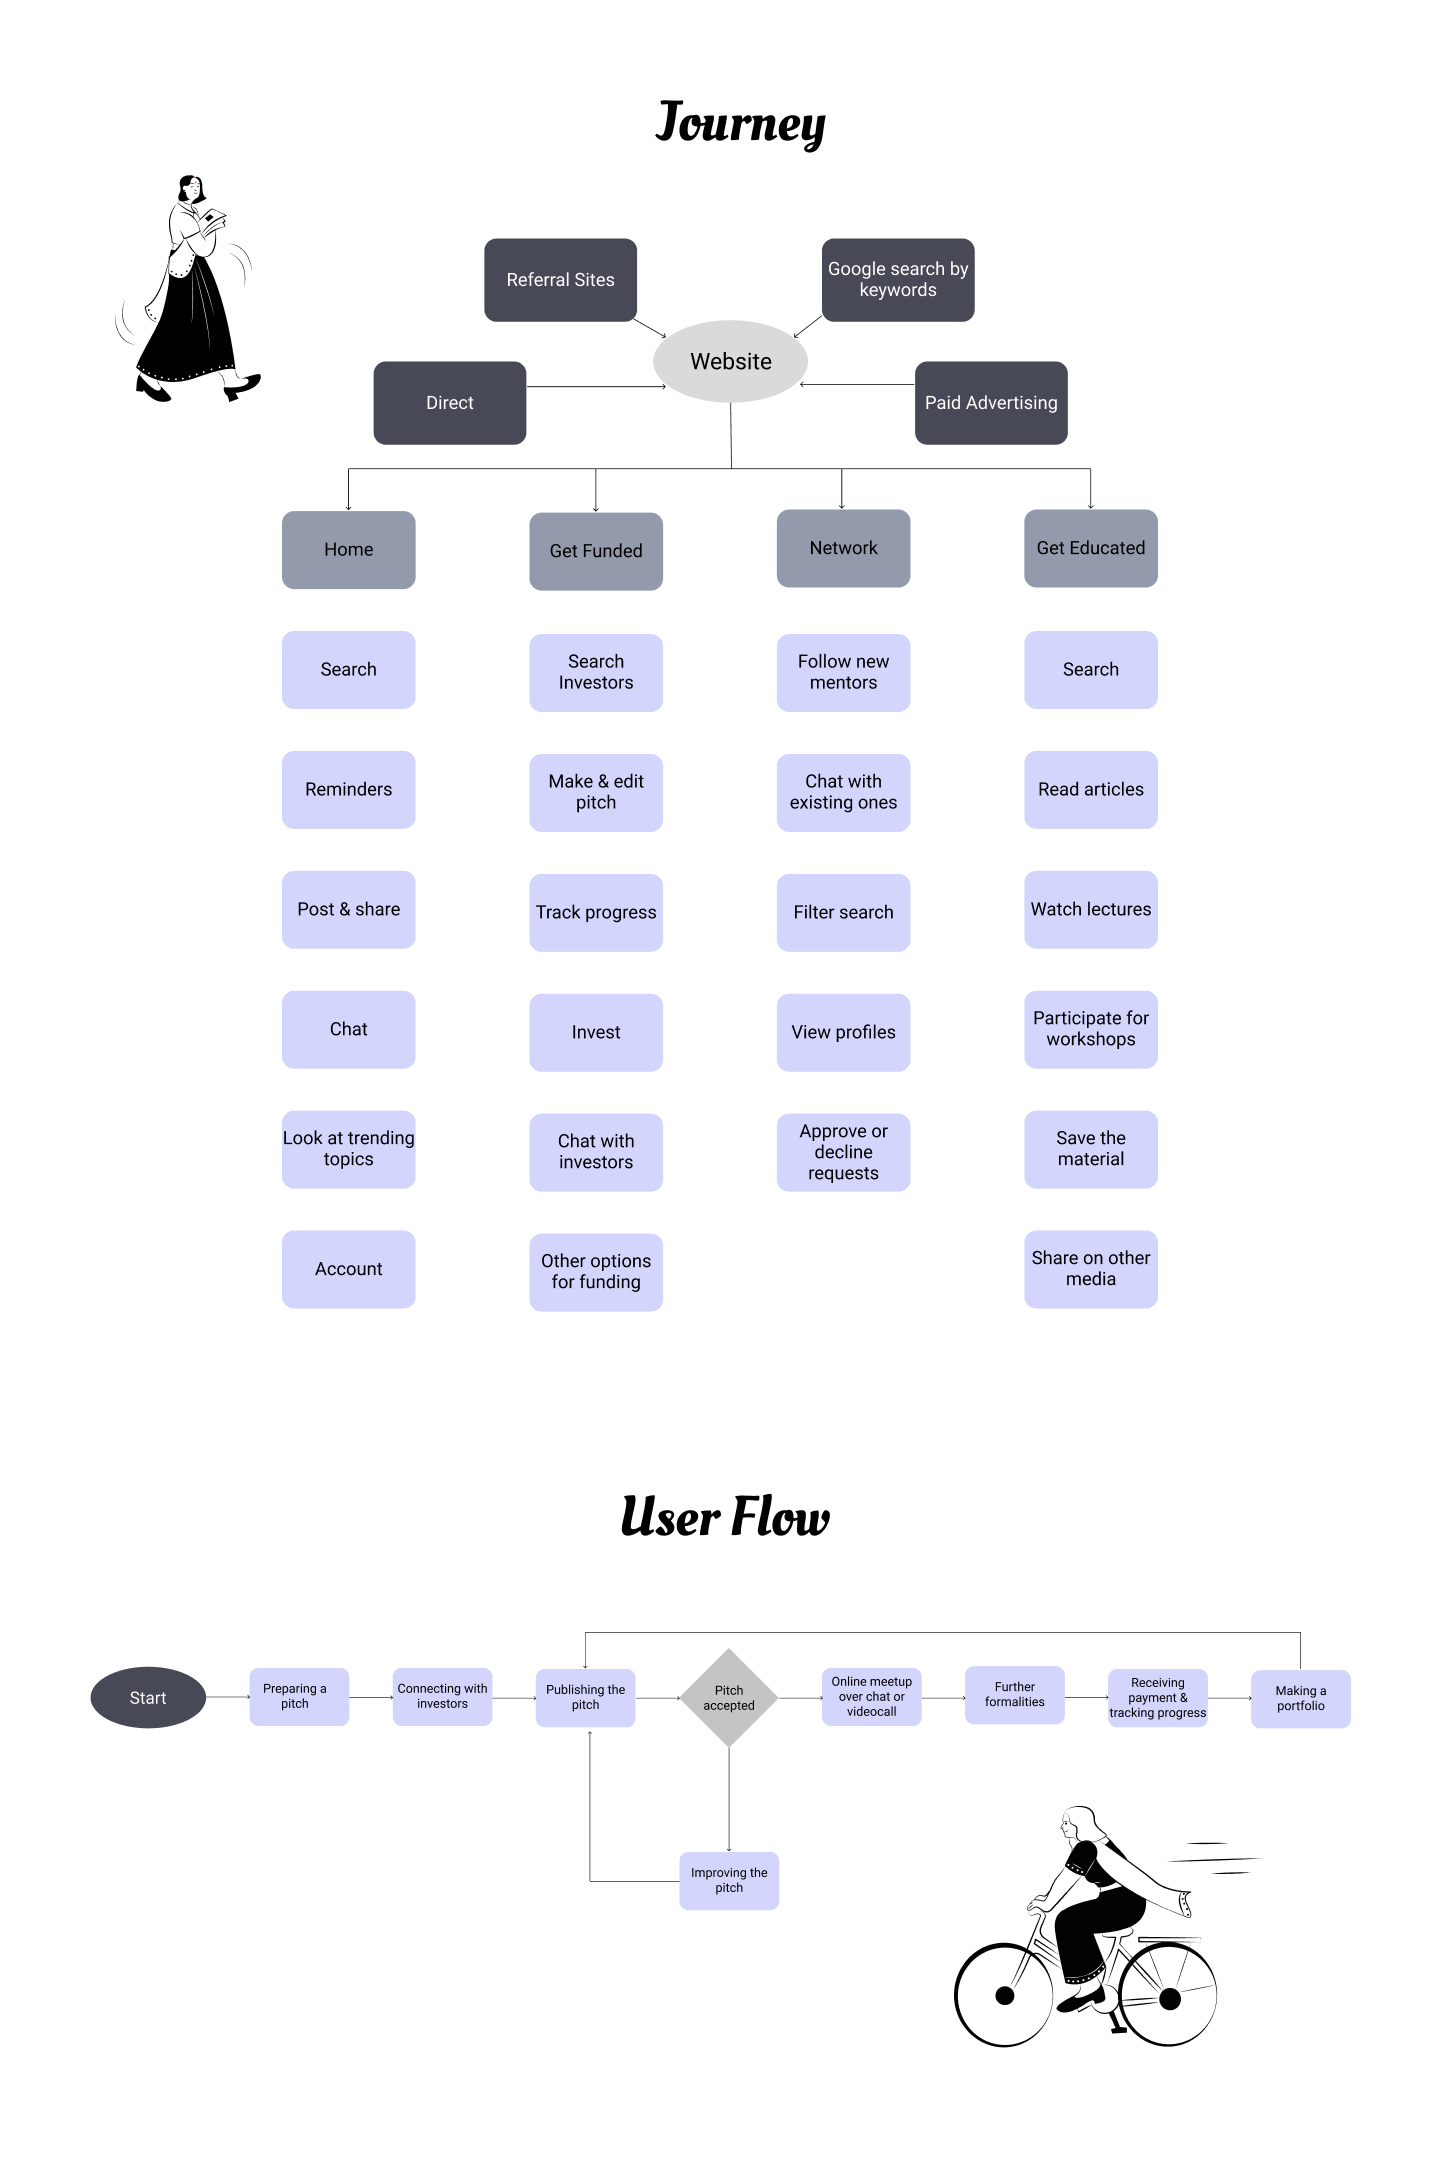 Journey
Referral Sites
Google search by
keywords
Website
Direct
Paid Advertising
Home
Get Funded
Network
Get Educated
Search
Search
Investors
Follow new
mentors
Search
Reminders
Make & edit
pitch
Chat with
existing ones
Read articles
Post & share
Track progress
Filter search
Watch lectures
Chat
Invest
View profiles
Participate for
workshops
Look at trending
topics
Chat with
investors
Approve or
decline
requests
Save the
material
Account
Other options
for funding
Share on other
media
User Flow
Start
Preparing a
pitch
Connecting with
investors
Publishing the
pitch
Pitch
accepted
Online meetup
over chat or
videocall
Further
formalities
Receiving
payment &
tracking progress
Making a
portfolio
Improving the
pitch